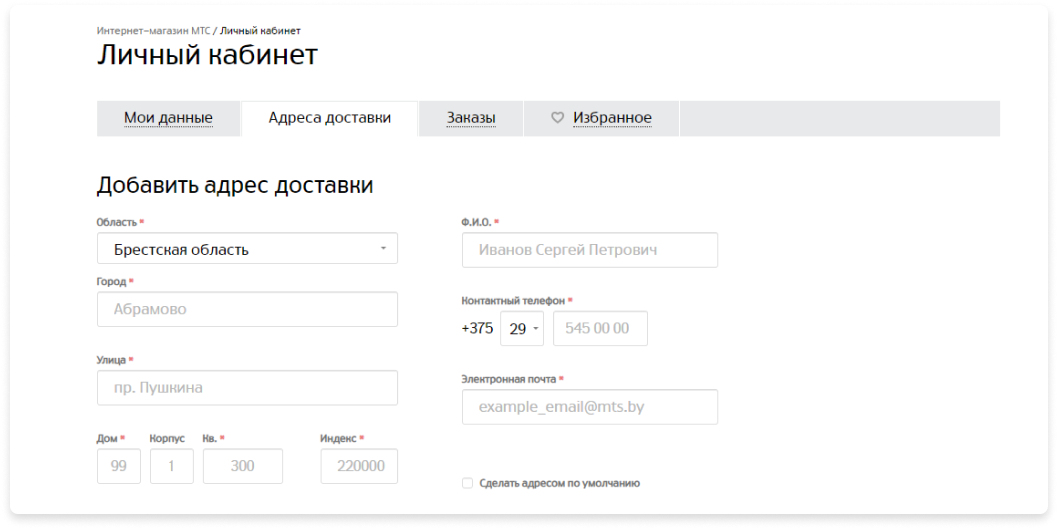 Интернет-магазин МТС / Личный кабинет
Личный кабинет
Мои данные Адреса доставки Заказы Избранное
Добавить адрес доставки
Область *
Брестская область
Город *
Абрамово
Улица *
пр. Пушкина
Дом * Корпус Кв. * Индекс *
99 1 300 220000
Ф.И.О. *
Иванов Сергей Петрович
Контактный телефон *
+375 29 545 00 00
Электронная почта *
example_email@mts.by
Сделать адресом по умолчанию